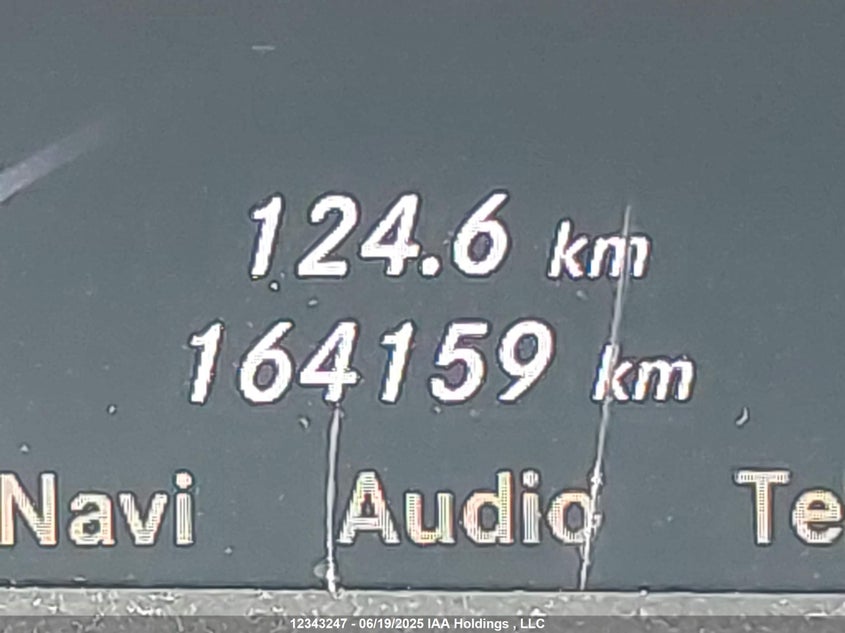 124.6 km
164159 km
Navi Audio Te
12343247 - 06/19/2025 IAA Holdings , LLC